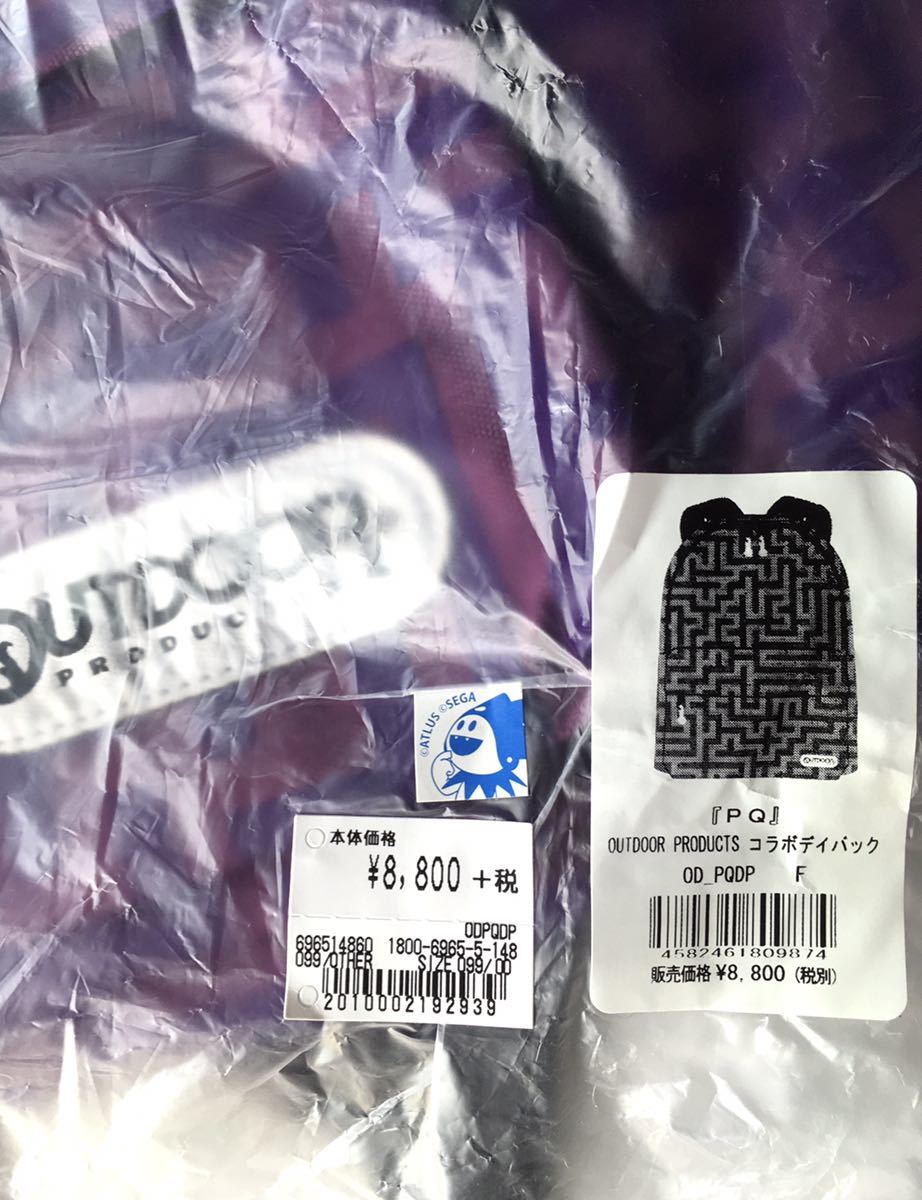 OUTDOOR
PRODUC
©ATLUS ©SEGA
本体価格
¥8,800 +税
ODPQDP
696514860 1800-6965-5-148
099/OTHER SIZE 099/00
2010002192939
OUTDOOR
『PQ』
OUTDOOR PRODUCTS コラボデイパック
OD_PQDP F
4582461809874
販売価格¥8,800 (税別)